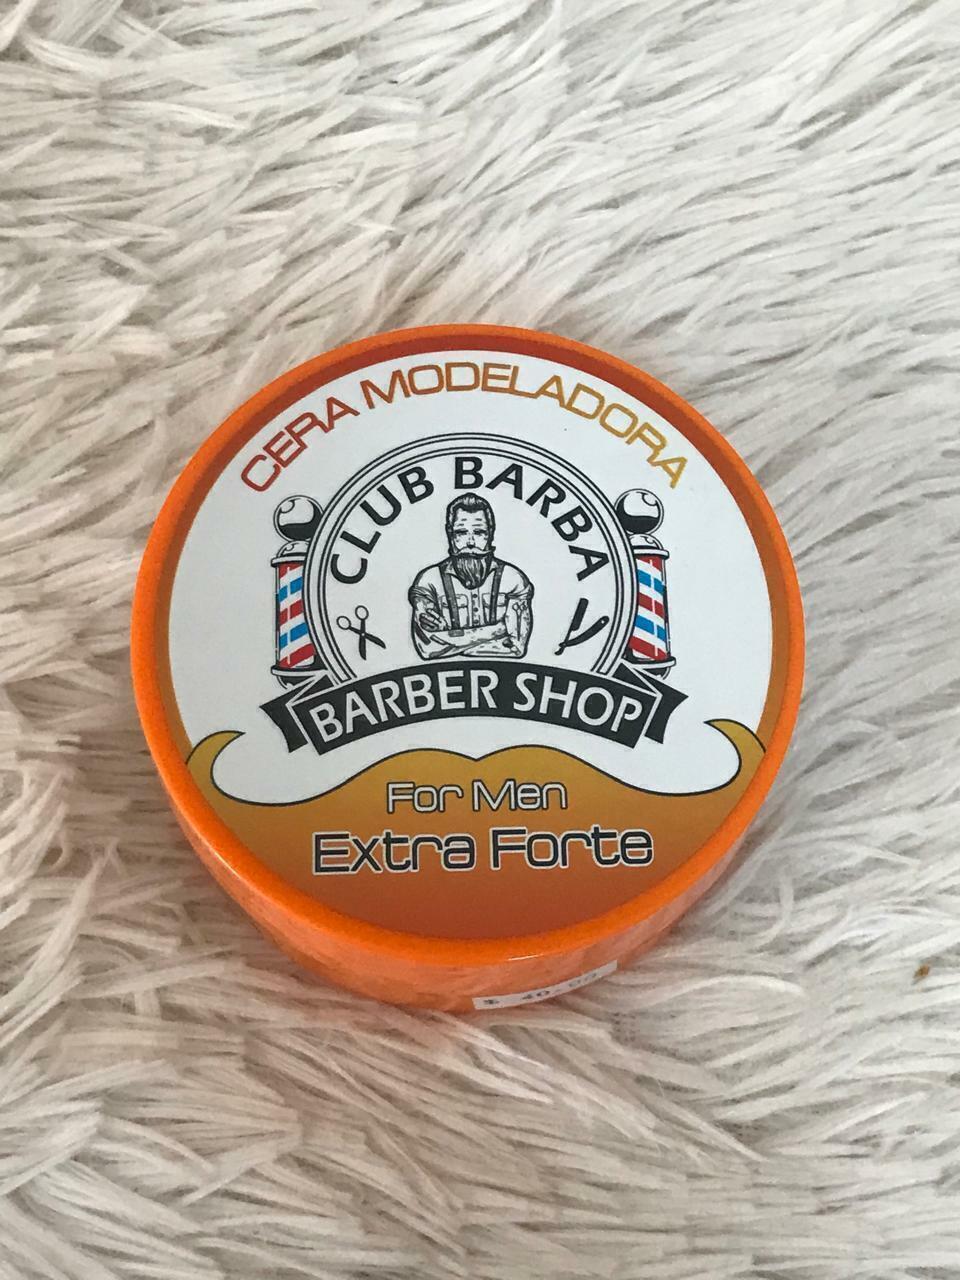 CERA MODELADORA
CLUB BARBA
BARBER SHOP
For Men
Extra Forte